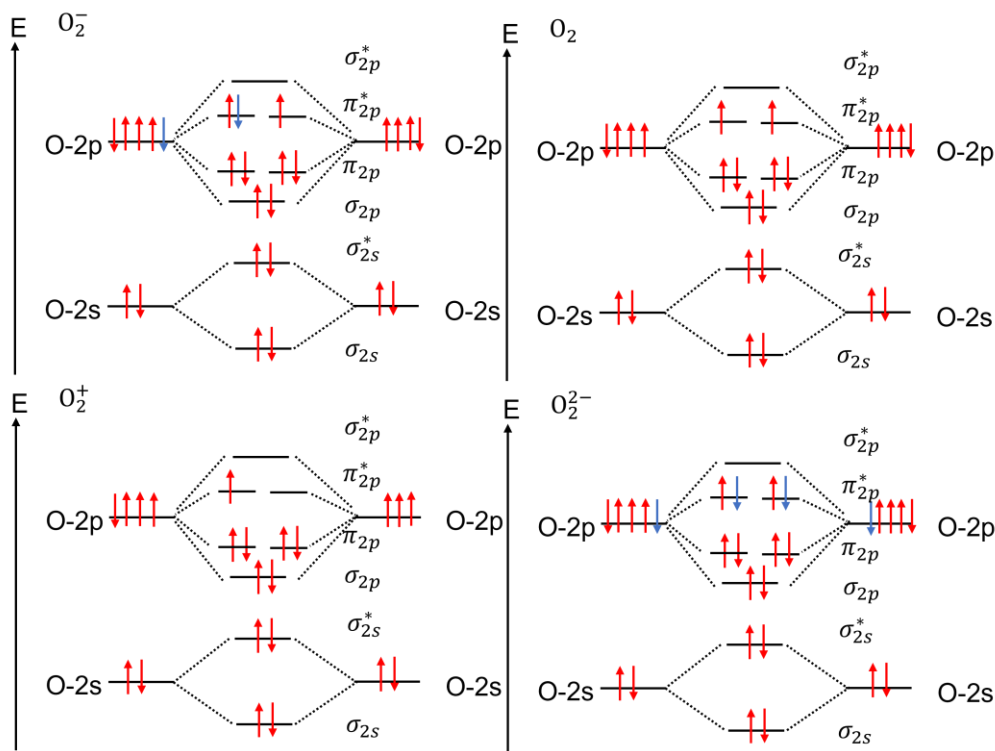 E
O₂⁻
σ*₂p
π*₂p
O-2p
O-2p
π₂p
σ₂p
σ*₂s
O-2s
O-2s
σ₂s
E
O₂
σ*₂p
π*₂p
O-2p
O-2p
π₂p
σ₂p
σ*₂s
O-2s
O-2s
σ₂s
E
O₂⁺
σ*₂p
π*₂p
O-2p
O-2p
π₂p
σ₂p
σ*₂s
O-2s
O-2s
σ₂s
E
O₂²⁻
σ*₂p
π*₂p
O-2p
O-2p
π₂p
σ₂p
σ*₂s
O-2s
O-2s
σ₂s